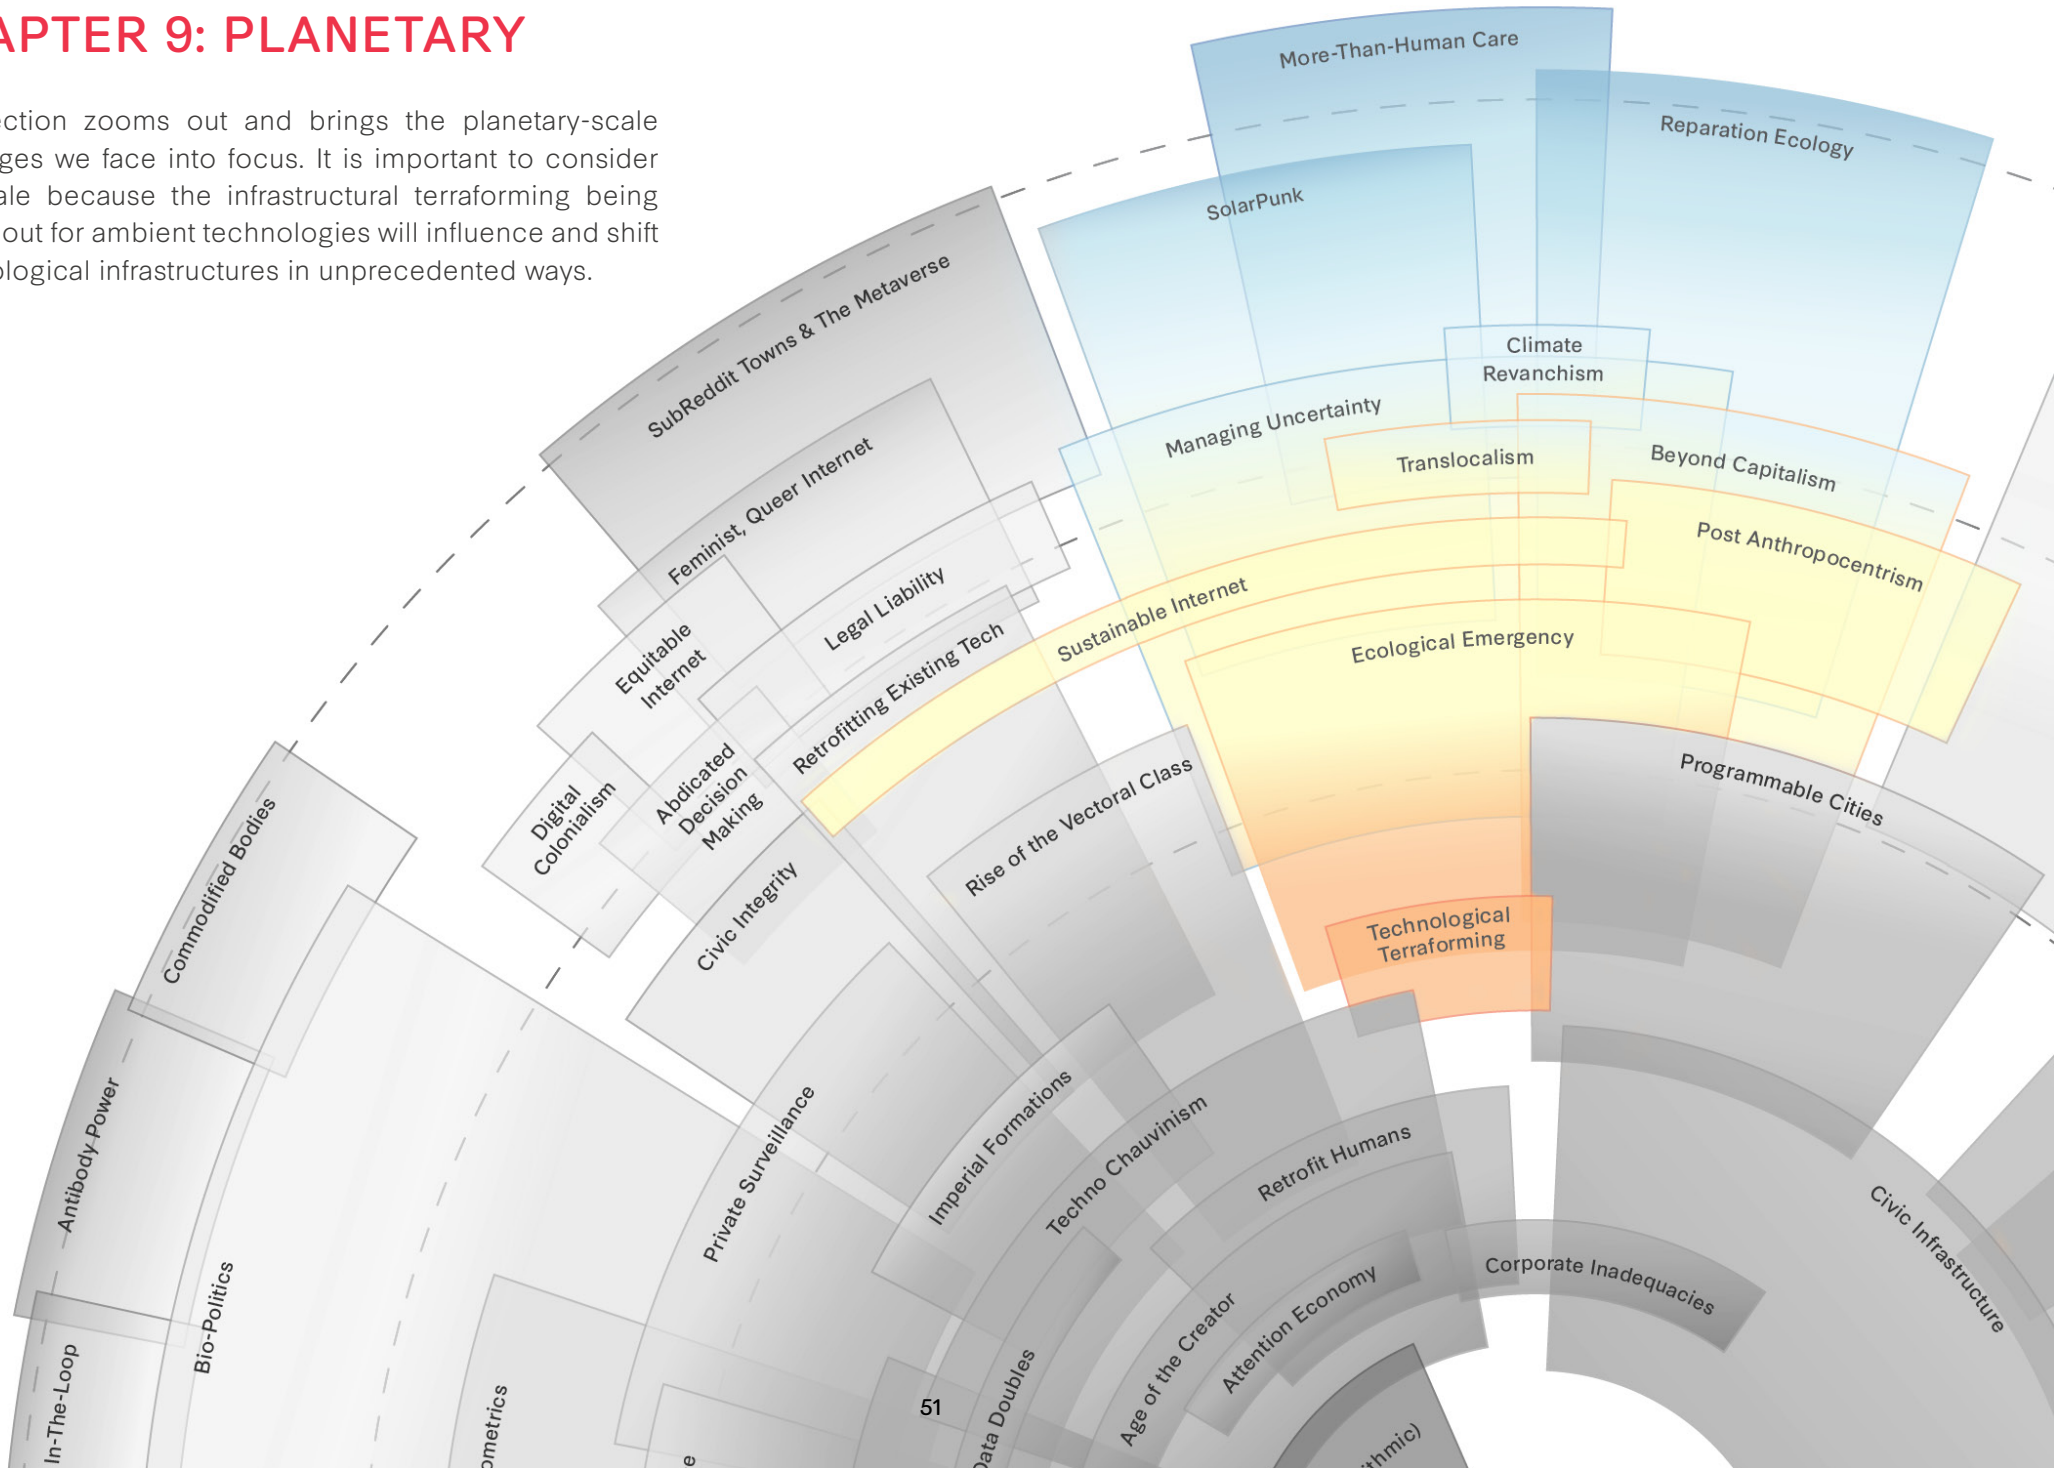 APTER 9: PLANETARY
ection zooms out and brings the planetary-scale
ges we face into focus. It is important to consider
ale because the infrastructural terraforming being
out for ambient technologies will influence and shift
ological infrastructures in unprecedented ways.
More-Than-Human Care
Reparation Ecology
SolarPunk
SubReddit Towns & The Metaverse
Climate
Revanchism
Managing Uncertainty
Translocalism
Beyond Capitalism
Feminist, Queer Internet
Post Anthropocentrism
Legal Liability
Sustainable Internet
Ecological Emergency
Equitable
Internet
Retrofitting Existing Tech
Abdicated
Decision
Making
Digital
Colonialism
Rise of the Vectoral Class
Programmable Cities
Commodified Bodies
Civic Integrity
Technological
Terraforming
Antibody Power
Private Surveillance
Imperial Formations
Techno Chauvinism
Retrofit Humans
Civic Infrastructure
Corporate Inadequacies
Bio-Politics
Attention Economy
Age of the Creator
In-The-Loop
ometrics
Data Doubles
51
e
ithmic)